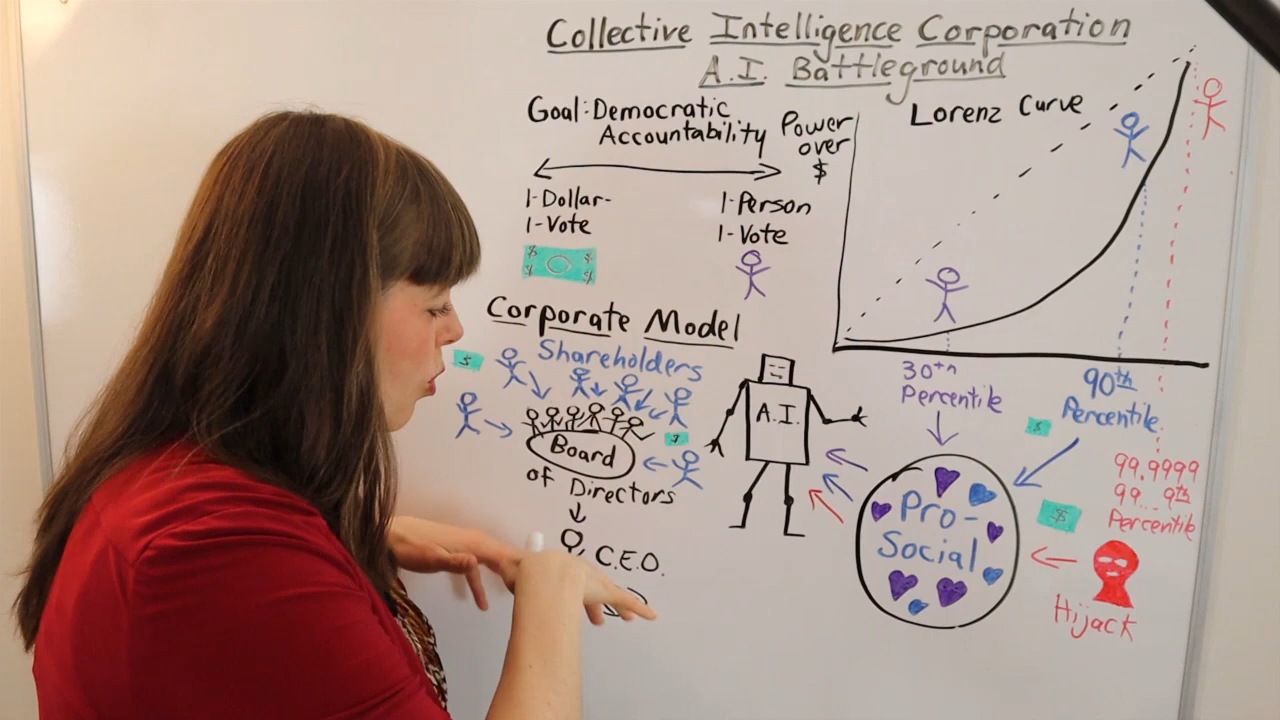 Collective Intelligence Corporation
A.I. Battleground
Goal: Democratic
Accountability
1-Dollar-
1-Vote
1-Person
1-Vote
$ $
$ $
Power
over
$
Lorenz Curve
30th
Percentile
90th
Percentile
99.9999
99...9th
Percentile
Corporate Model
Shareholders
$
$
Board
of Directors
C.E.O.
A.I.
$
$
Pro-
Social
Hijack